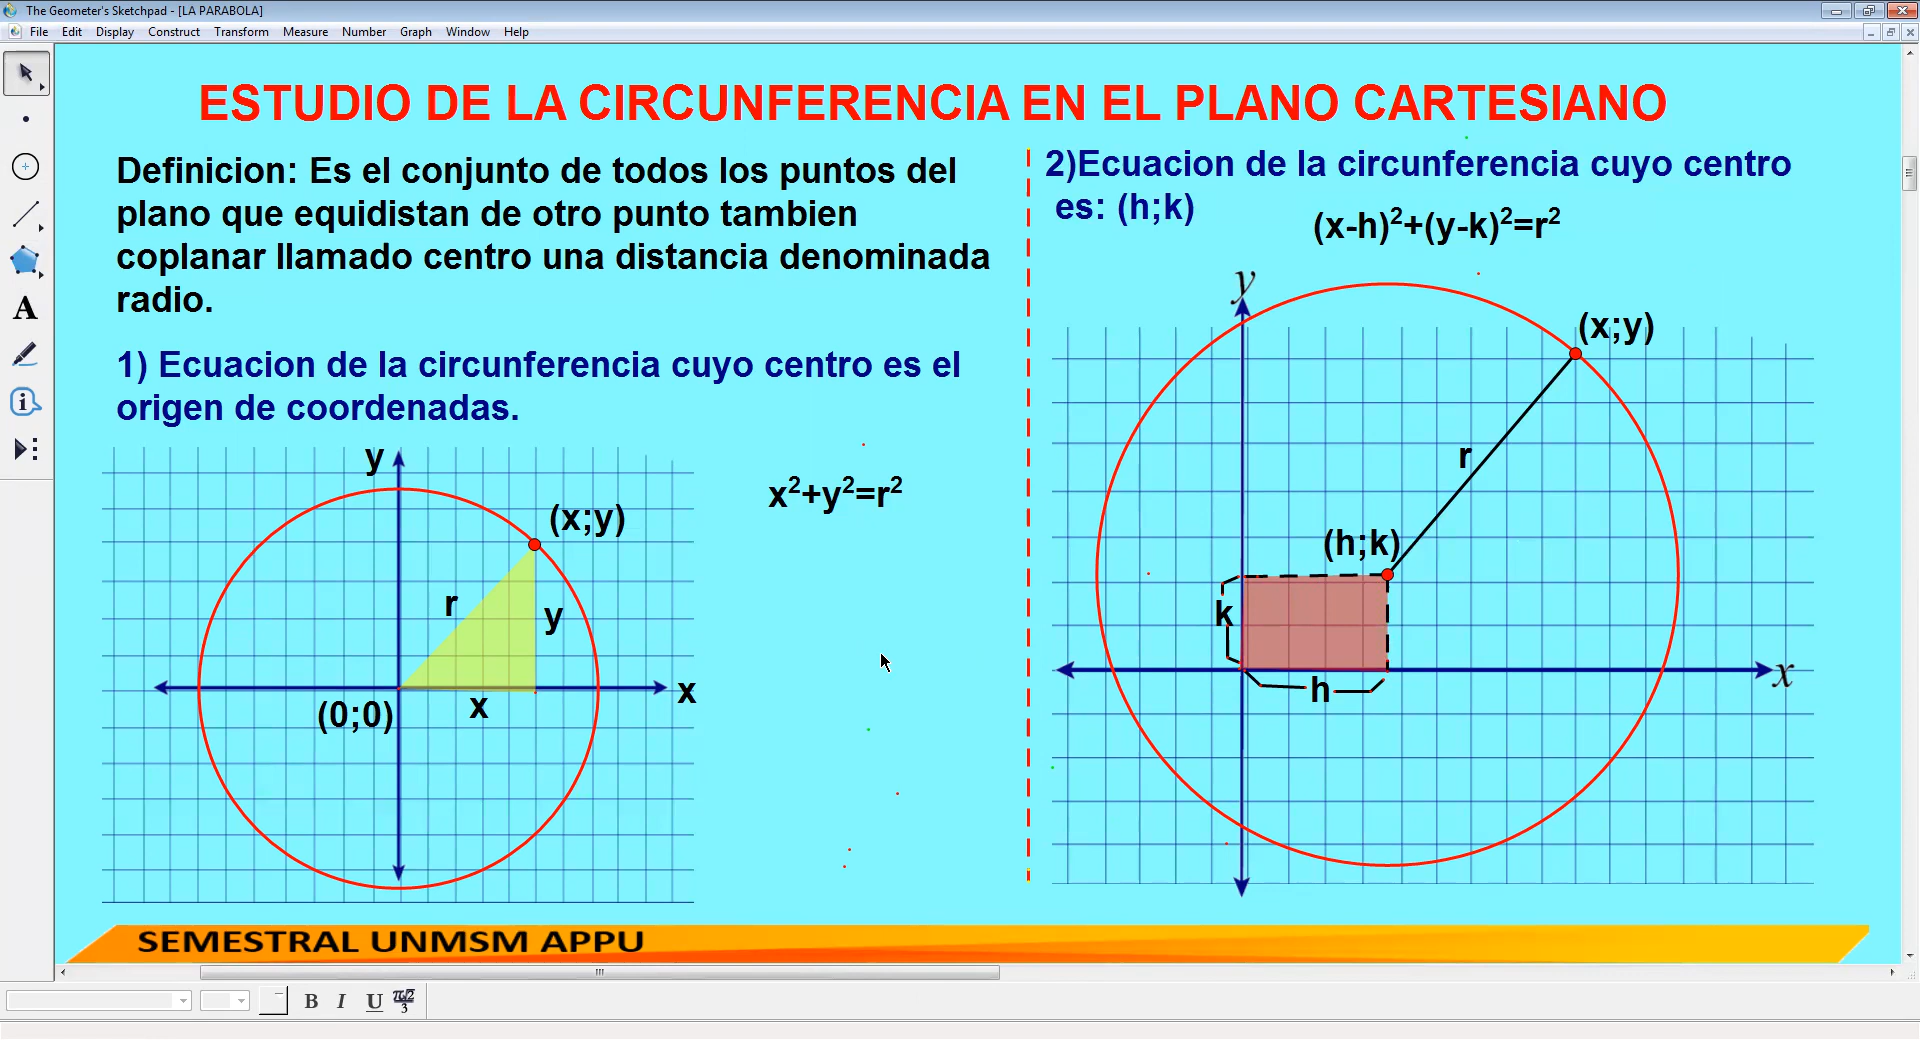 The Geometer's Sketchpad - [LA PARABOLA]
File Edit Display Construct Transform Measure Number Graph Window Help
ESTUDIO DE LA CIRCUNFERENCIA EN EL PLANO CARTESIANO
Definicion: Es el conjunto de todos los puntos del
plano que equidistan de otro punto tambien
coplanar llamado centro una distancia denominada
radio.
1) Ecuacion de la circunferencia cuyo centro es el
origen de coordenadas.
y
(x;y)
r
y
x
(0;0)
x
x²+y²=r²
2)Ecuacion de la circunferencia cuyo centro
es: (h;k)
(x-h)²+(y-k)²=r²
y
(x;y)
r
(h;k)
k
h
x
SEMESTRAL UNMSM APPU
A
B I U π√2/3